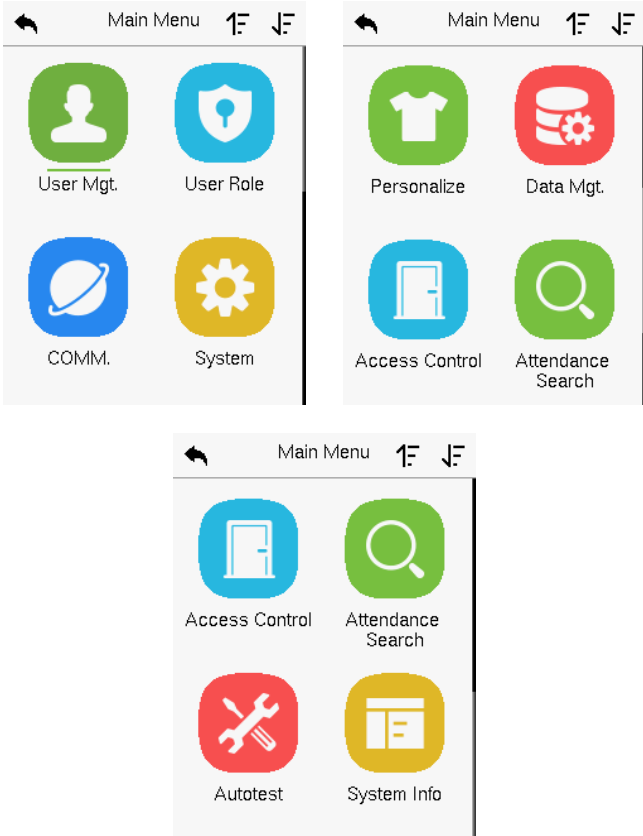 Main Menu
User Mgt.
User Role
COMM.
System
Main Menu
Personalize
Data Mgt.
Access Control
Attendance
Search
Main Menu
Access Control
Attendance
Search
Autotest
System Info